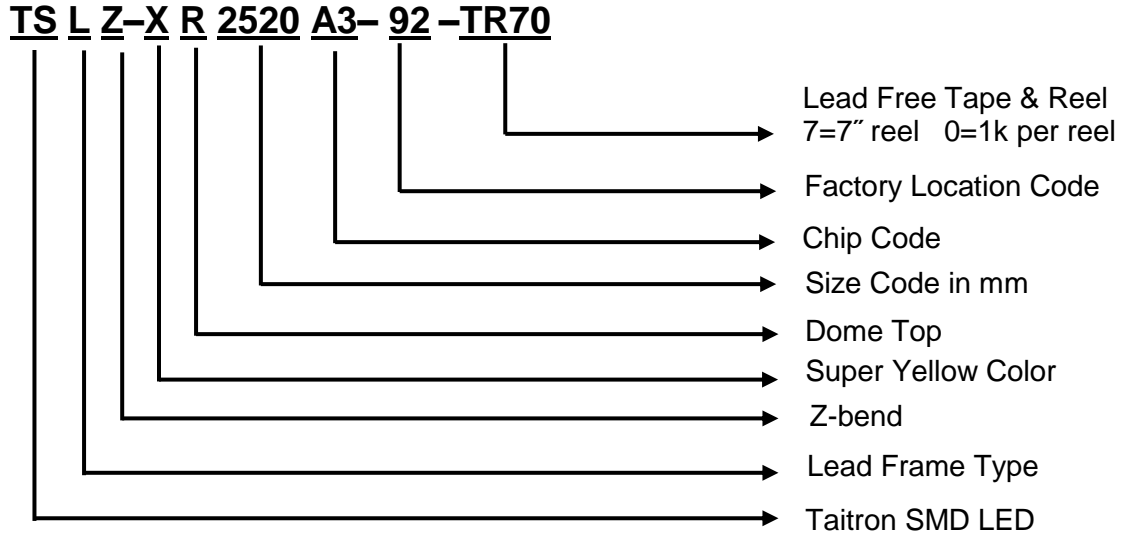 TS L Z–X R 2520 A3– 92 –TR70
Lead Free Tape & Reel
7=7˝ reel 0=1k per reel
Factory Location Code
Chip Code
Size Code in mm
Dome Top
Super Yellow Color
Z-bend
Lead Frame Type
Taitron SMD LED